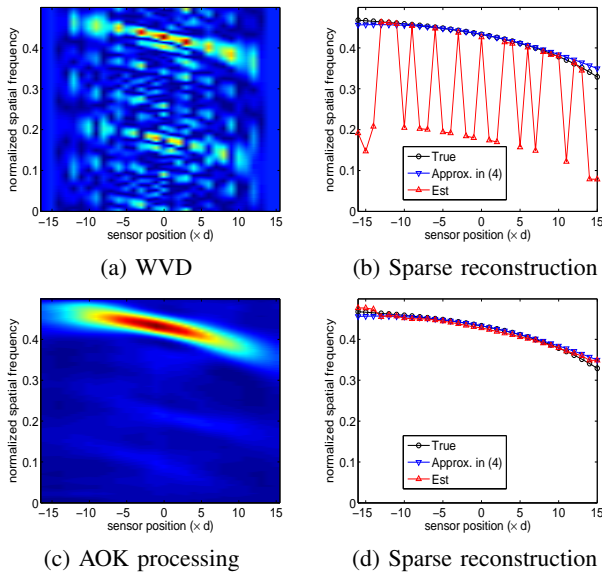 normalized spatial frequency
0.4
0.3
0.2
0.1
0
−15 −10 −5 0 5 10 15
sensor position (× d)
(a) WVD
normalized spatial frequency
0.4
0.3
0.2
0.1
0
True
Approx. in (4)
Est
−15 −10 −5 0 5 10 15
sensor position (× d)
(b) Sparse reconstruction
normalized spatial frequency
0.4
0.3
0.2
0.1
0
−15 −10 −5 0 5 10 15
sensor position (× d)
(c) AOK processing
normalized spatial frequency
0.4
0.3
0.2
0.1
0
True
Approx. in (4)
Est
−15 −10 −5 0 5 10 15
sensor position (× d)
(d) Sparse reconstruction